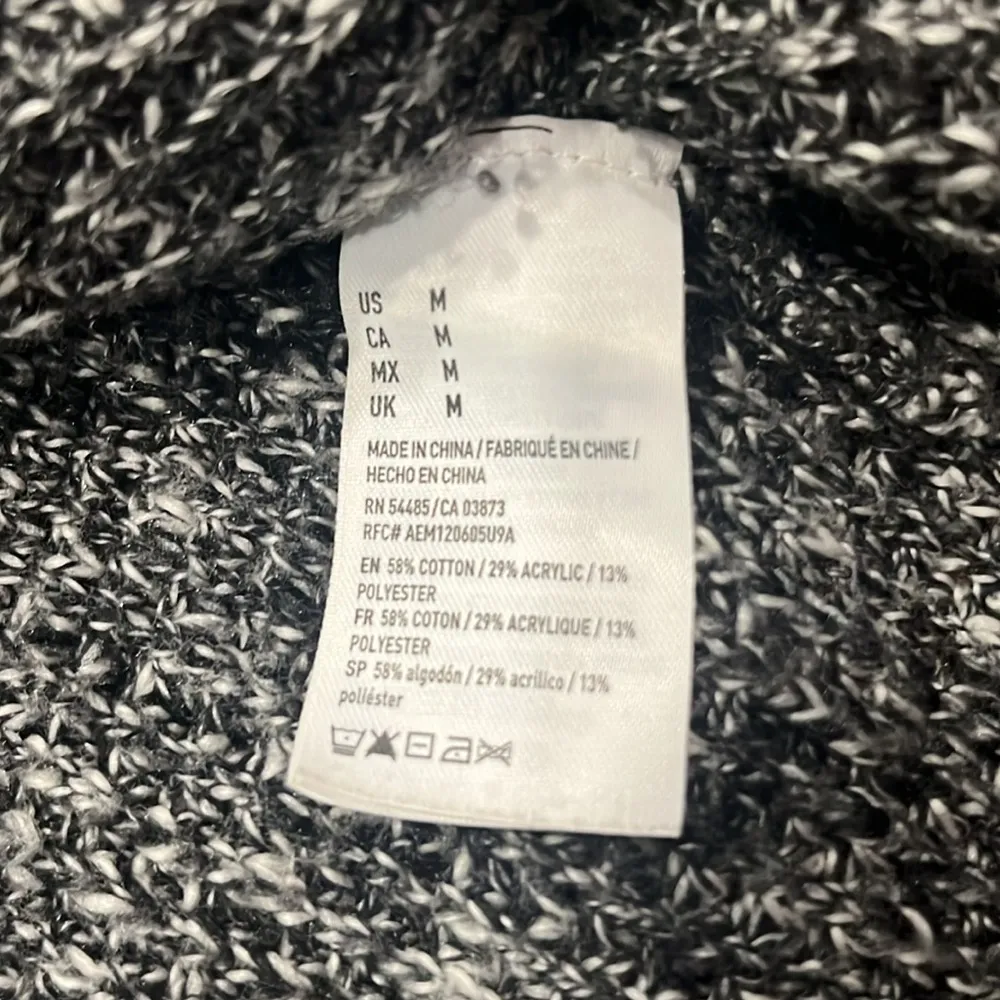 US M
CA M
MX M
UK M
MADE IN CHINA / FABRIQUÉ EN CHINE /
HECHO EN CHINA
RN 54485 / CA 03873
RFC# AEM120605U9A
EN 58% COTTON / 29% ACRYLIC / 13%
POLYESTER
FR 58% COTON / 29% ACRYLIQUE / 13%
POLYESTER
SP 58% algodón / 29% acrílico / 13%
poliéster